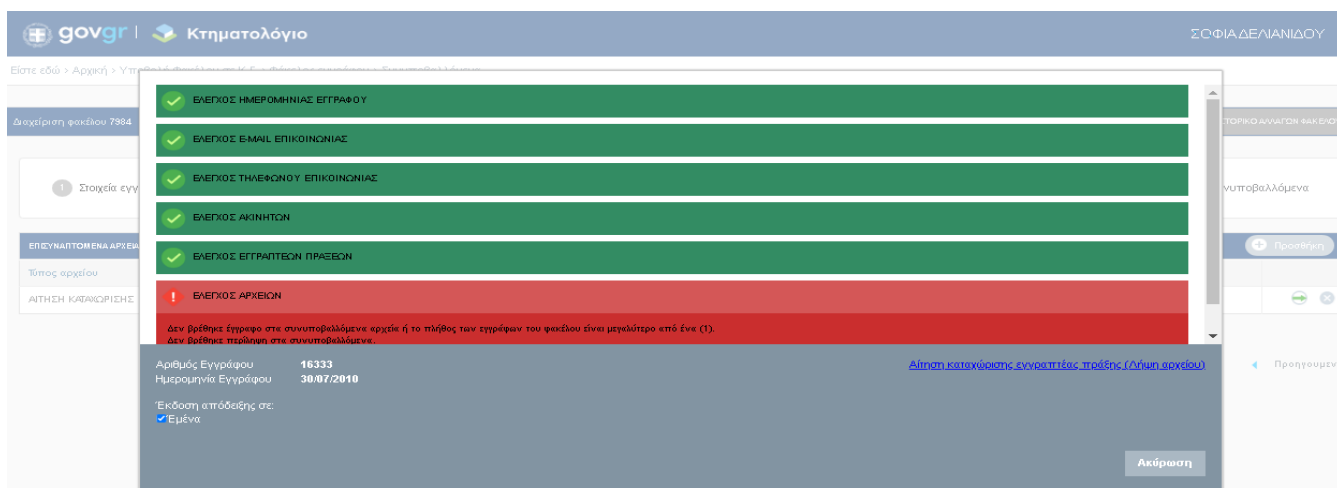 govgr Κτηματολόγιο
ΣΟΦΙΑ ΔΕΛΙΑΝΙΔΟΥ
Είστε εδώ > Αρχική >
ΕΛΕΓΧΟΣ ΗΜΕΡΟΜΗΝΙΑΣ ΕΓΓΡΑΦΟΥ
Διαχείριση φακέλου 7984
ΤΟΡΙΚΟ ΑΛΛΑΓΩΝ ΦΑΚΕΛΟΥ
ΕΛΕΓΧΟΣ E-MAIL ΕΠΙΚΟΙΝΩΝΙΑΣ
ΕΛΕΓΧΟΣ ΤΗΛΕΦΩΝΟΥ ΕΠΙΚΟΙΝΩΝΙΑΣ
1 Στοιχεία εγγ
νυποβαλλόμενα
ΕΛΕΓΧΟΣ ΑΚΙΝΗΤΩΝ
ΕΠΙΣΥΝΑΠΤΟΜΕΝΑ ΑΡΧΕΙΑ
Προσθήκη
ΕΛΕΓΧΟΣ ΕΓΓΡΑΠΤΕΩΝ ΠΡΑΞΕΩΝ
Τύπος αρχείου
ΑΙΤΗΣΗ ΚΑΤΑΧΩΡΙΣΗΣ
ΕΛΕΓΧΟΣ ΑΡΧΕΙΩΝ
Δεν βρέθηκε έγγραφο στα συνυποβαλλόμενα αρχεία ή το πλήθος των εγγράφων του φακέλου είναι μεγαλύτερο από ένα (1).
Δεν βρέθηκε περίληψη στα συνυποβαλλόμενα.
Αριθμός Εγγράφου 16333
Αίτηση καταχώρισης εγγραπτέας πράξης (Λήψη αρχείου)
Προηγουμεν
Ημερομηνία Εγγράφου 30/07/2010
Έκδοση απόδειξης σε:
Εμένα
Ακύρωση